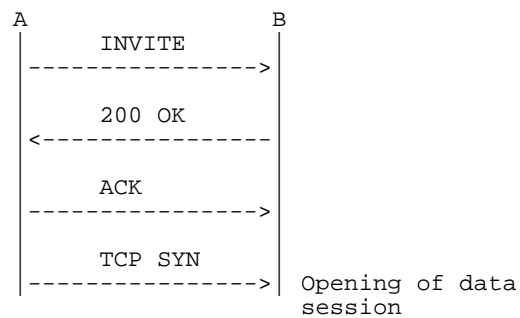 A B
INVITE
---------------->
200 OK
<----------------
ACK
---------------->
TCP SYN
----------------> Opening of data
session